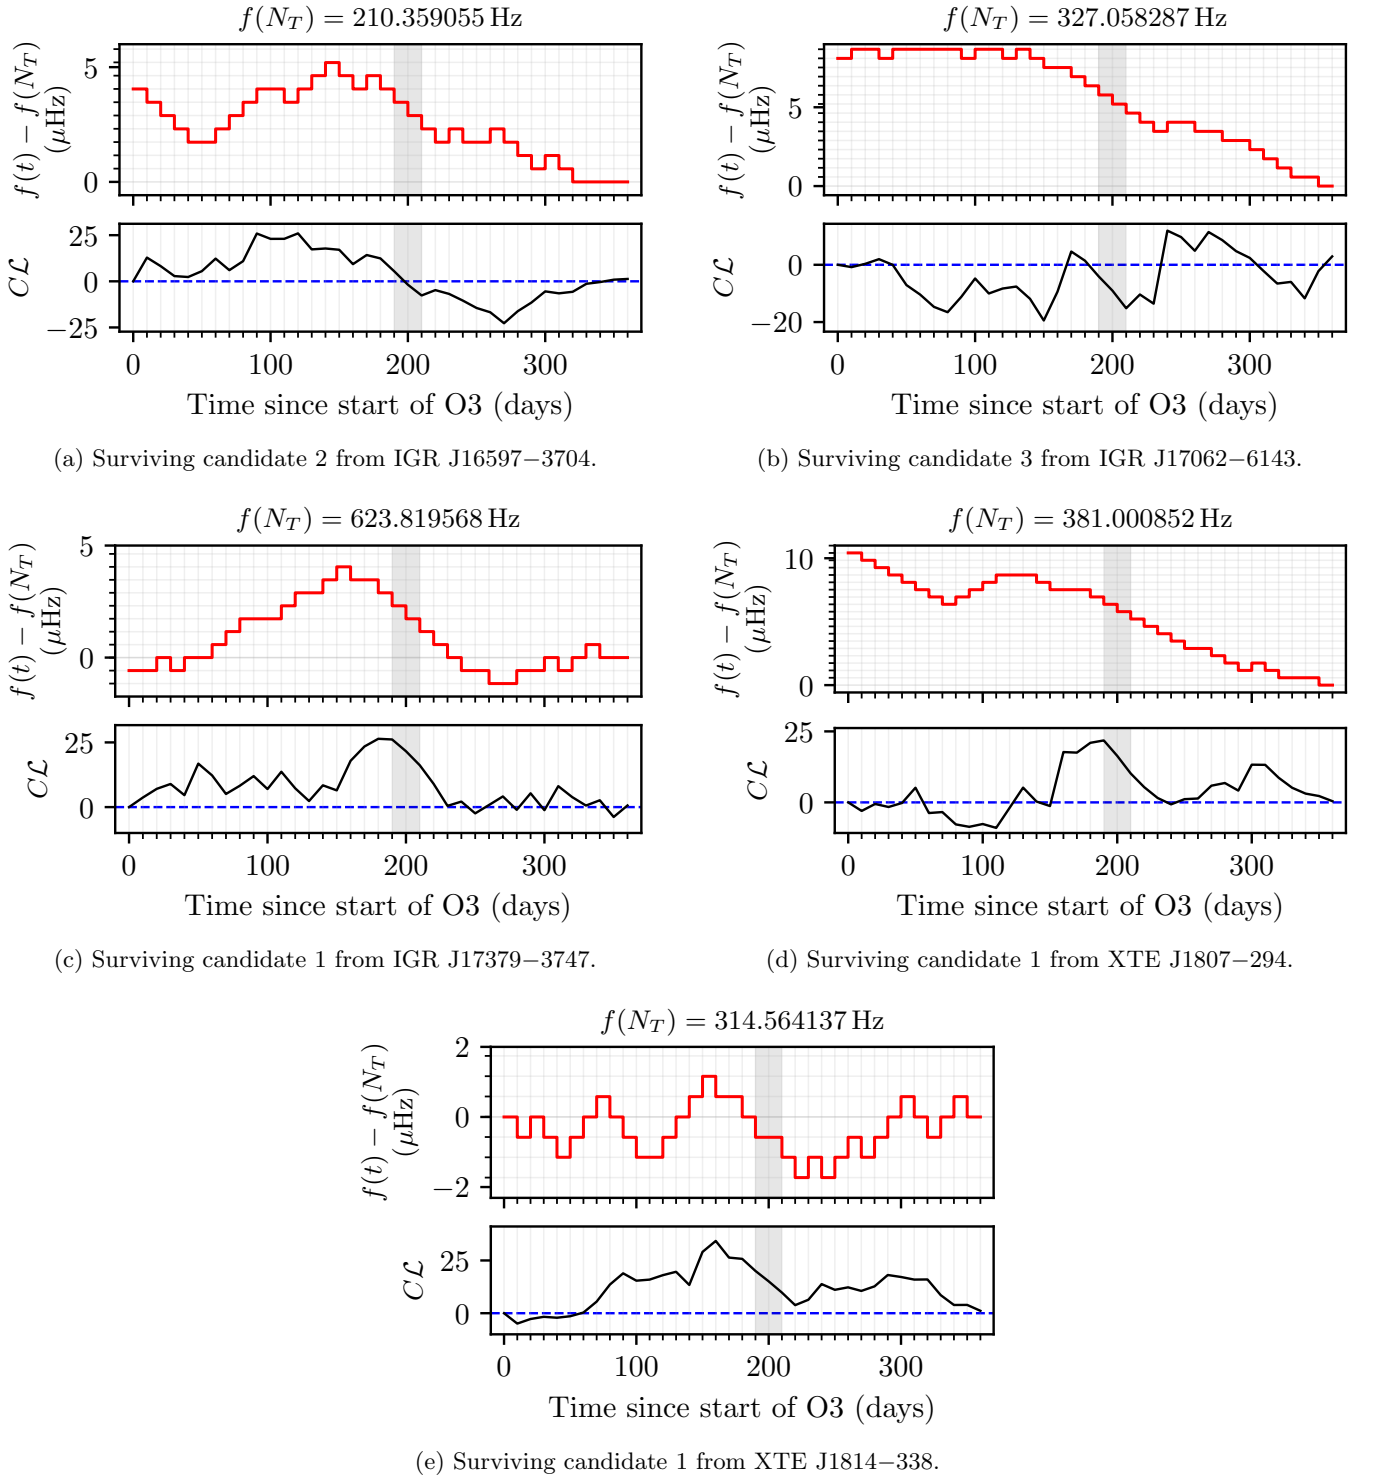 f(N_T) = 210.359055 Hz
f(t) − f(N_T)
(μHz)
5
0
CL
25
0
−25
0 100 200 300
Time since start of O3 (days)
(a) Surviving candidate 2 from IGR J16597−3704.
f(N_T) = 327.058287 Hz
f(t) − f(N_T)
(μHz)
5
0
CL
0
−20
0 100 200 300
Time since start of O3 (days)
(b) Surviving candidate 3 from IGR J17062−6143.
f(N_T) = 623.819568 Hz
f(t) − f(N_T)
(μHz)
5
0
CL
25
0
0 100 200 300
Time since start of O3 (days)
(c) Surviving candidate 1 from IGR J17379−3747.
f(N_T) = 381.000852 Hz
f(t) − f(N_T)
(μHz)
10
0
CL
25
0
0 100 200 300
Time since start of O3 (days)
(d) Surviving candidate 1 from XTE J1807−294.
f(N_T) = 314.564137 Hz
f(t) − f(N_T)
(μHz)
2
0
−2
CL
25
0
0 100 200 300
Time since start of O3 (days)
(e) Surviving candidate 1 from XTE J1814−338.